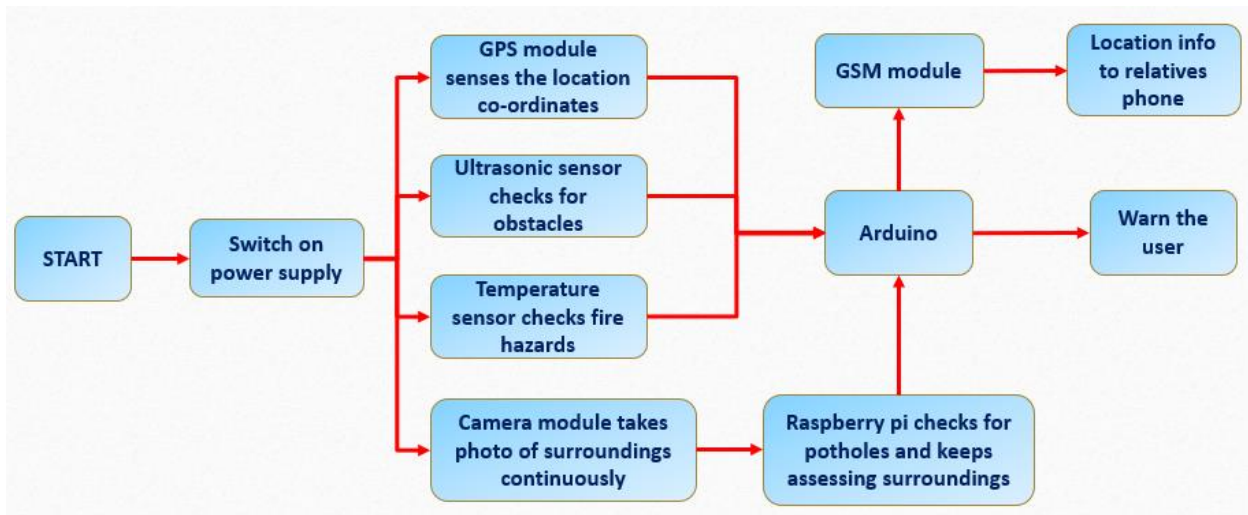 START
Switch on
power supply
GPS module
senses the location
co-ordinates
Ultrasonic sensor
checks for
obstacles
Temperature
sensor checks fire
hazards
Camera module takes
photo of surroundings
continuously
Raspberry pi checks for
potholes and keeps
assessing surroundings
Arduino
GSM module
Location info
to relatives
phone
Warn the
user